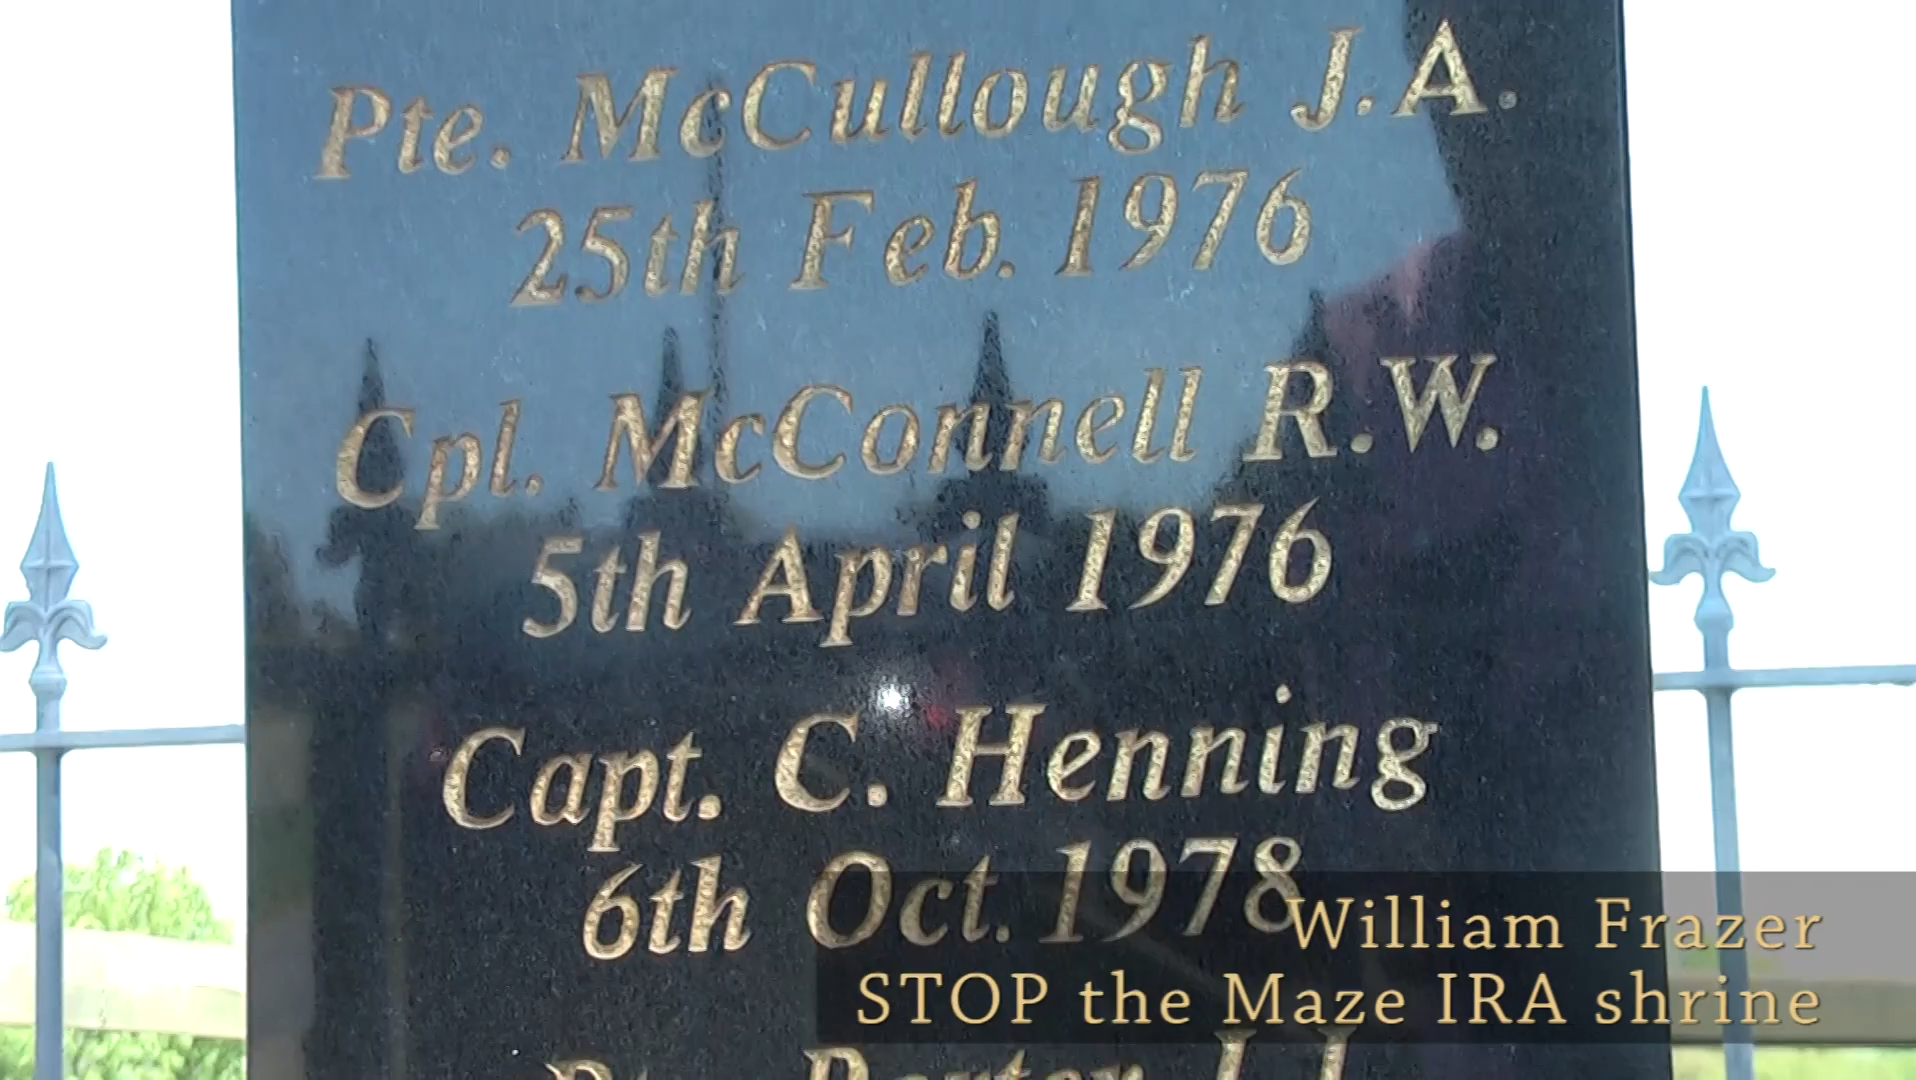 Pte. McCullough J.A.
25th Feb. 1976
Cpl. McConnell R.W.
5th April 1976
Capt. C. Henning
6th Oct. 1978
William Frazer
STOP the Maze IRA shrine